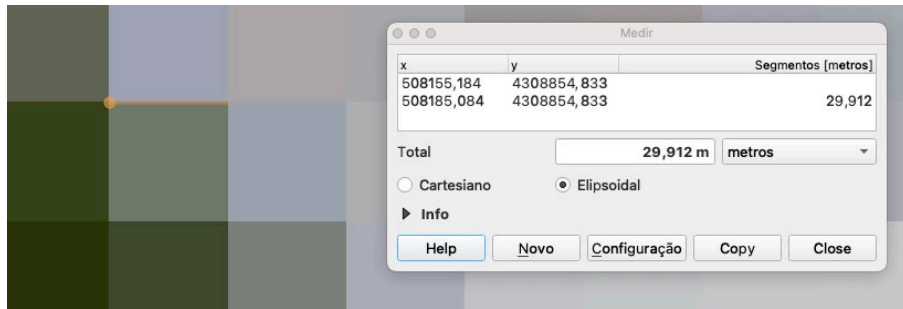 Medir
x y Segmentos [metros]
508155,184 4308854,833
508185,084 4308854,833 29,912
Total 29,912 m metros
Cartesiano Elipsoidal
Info
Help Novo Configuração Copy Close